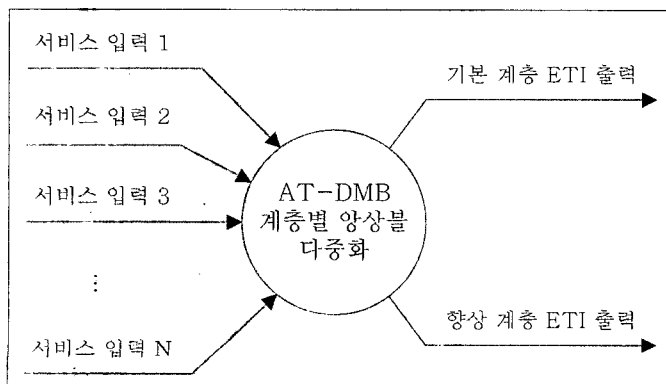 서비스 입력 1
서비스 입력 2
서비스 입력 3
⋮
서비스 입력 N
AT-DMB
계층별 앙상블
다중화
기본 계층 ETI 출력
향상 계층 ETI 출력